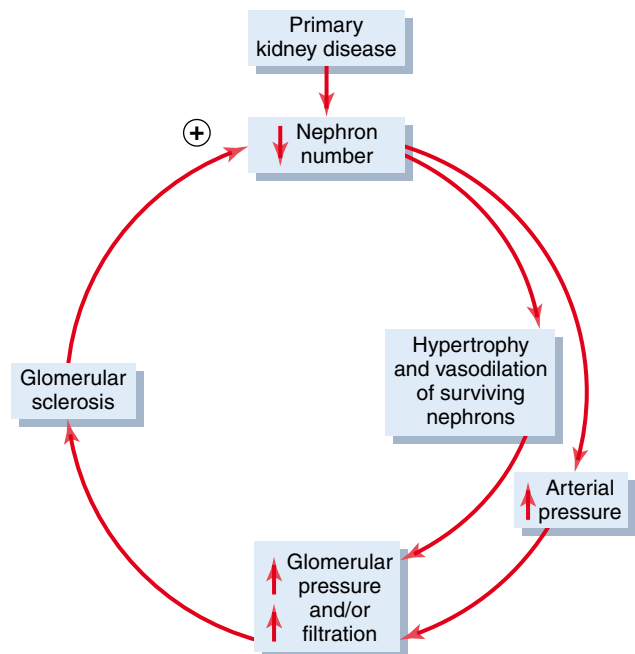 Primary
kidney disease
+
Nephron
number
Hypertrophy
and vasodilation
of surviving
nephrons
Glomerular
sclerosis
Arterial
pressure
Glomerular
pressure
and/or
filtration